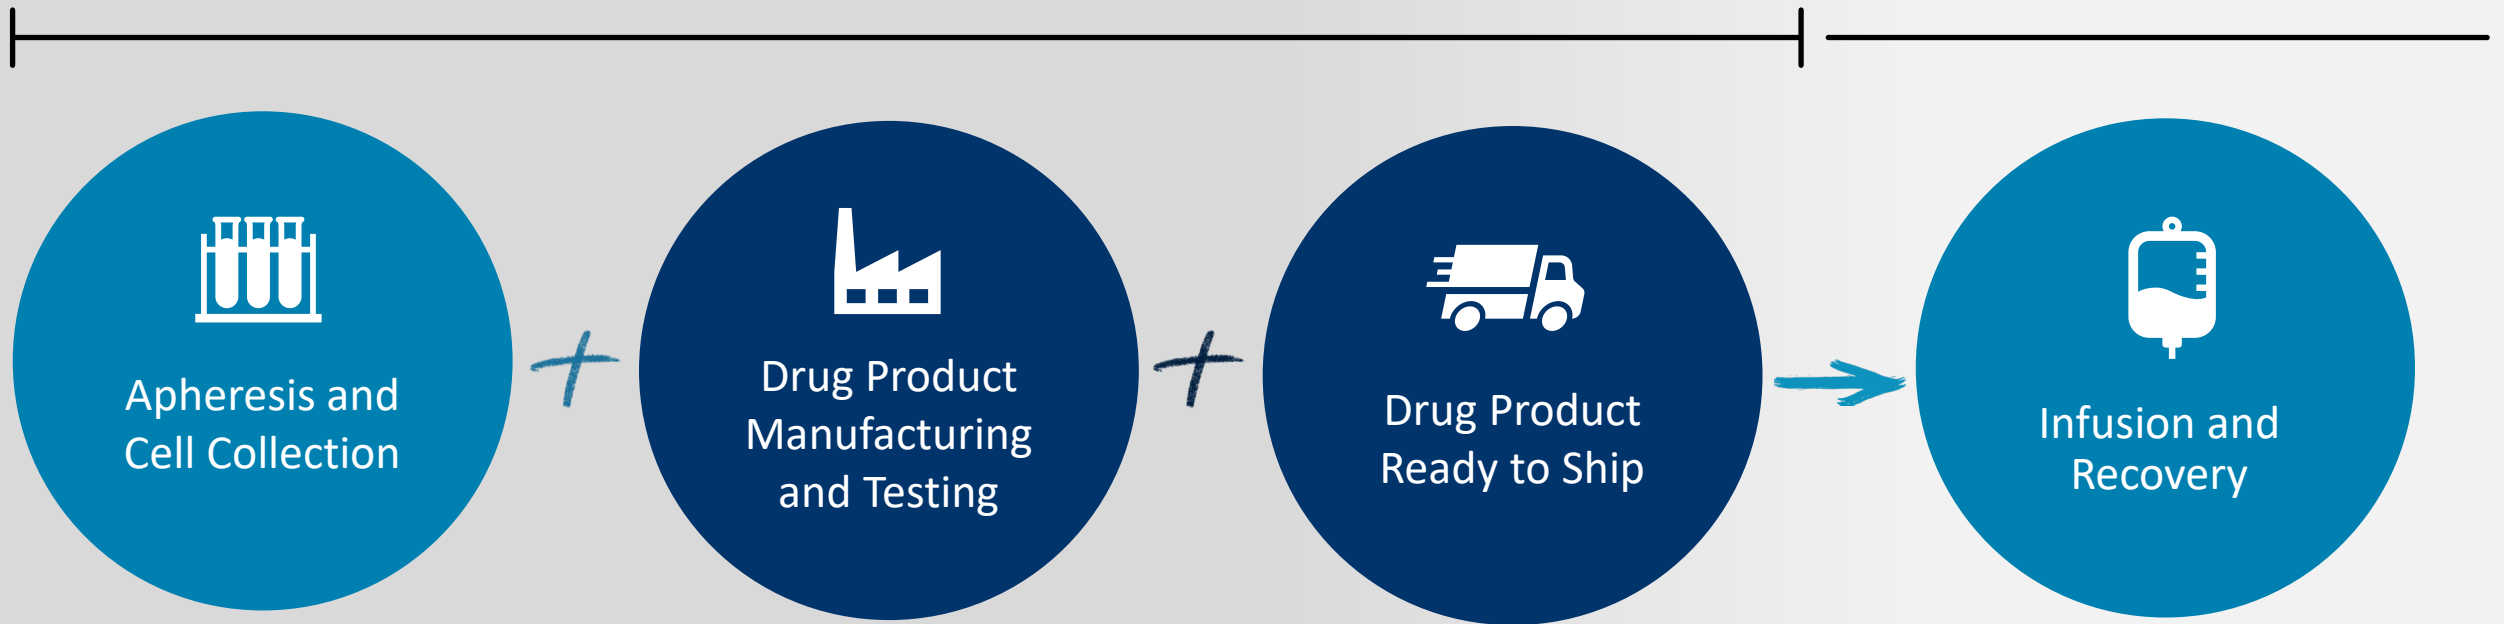 Apheresis and
Cell Collection
Drug Product
Manufacturing
and Testing
Drug Product
Ready to Ship
Infusion and
Recovery